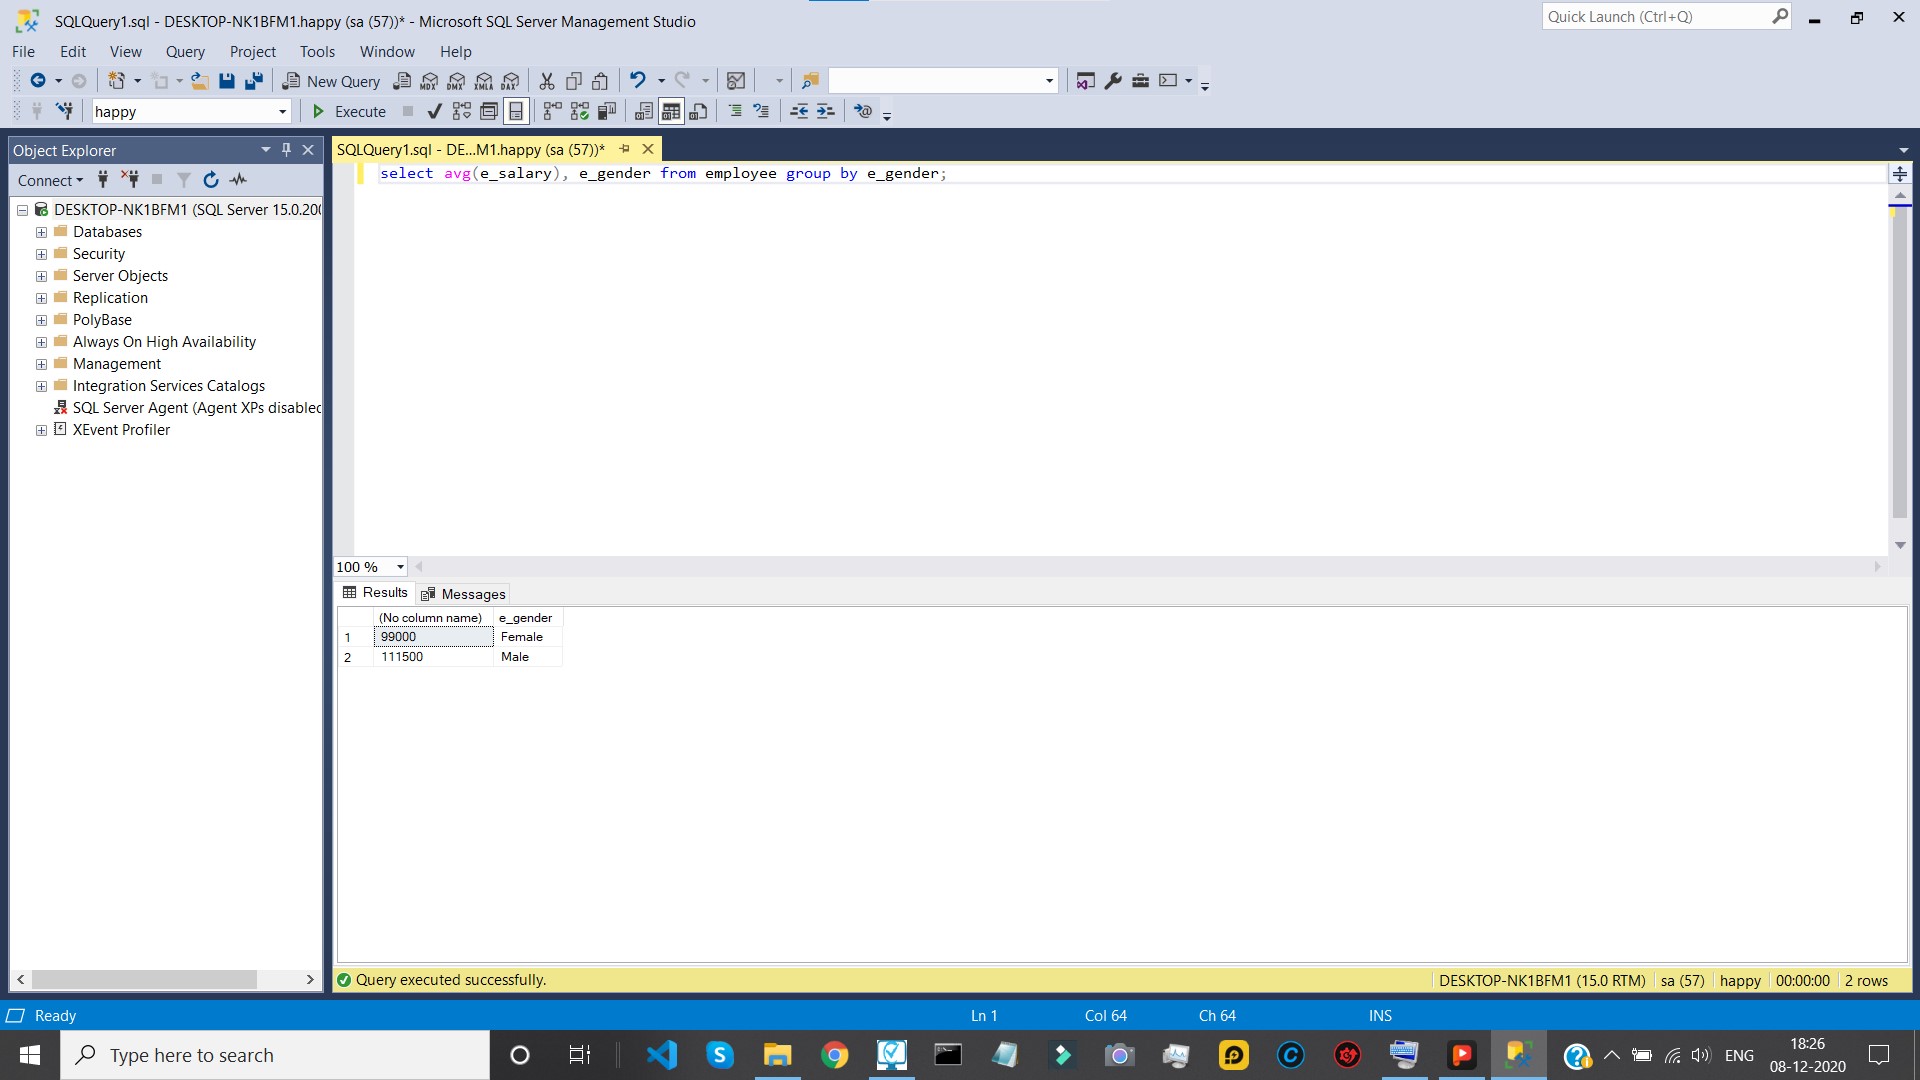 SQLQuery1.sql - DESKTOP-NK1BFM1.happy (sa (57))* - Microsoft SQL Server Management Studio
Quick Launch (Ctrl+Q)
File Edit View Query Project Tools Window Help
New Query MDX DMX XMLA DAX
happy Execute
Object Explorer
Connect
DESKTOP-NK1BFM1 (SQL Server 15.0.200
Databases
Security
Server Objects
Replication
PolyBase
Always On High Availability
Management
Integration Services Catalogs
SQL Server Agent (Agent XPs disabled
XEvent Profiler
SQLQuery1.sql - DE...M1.happy (sa (57))*
select avg(e_salary), e_gender from employee group by e_gender;
100 %
Results Messages
(No column name) e_gender
1 99000 Female
2 111500 Male
Query executed successfully.
DESKTOP-NK1BFM1 (15.0 RTM) sa (57) happy 00:00:00 2 rows
Ready Ln 1 Col 64 Ch 64 INS
Type here to search
ENG
18:26
08-12-2020